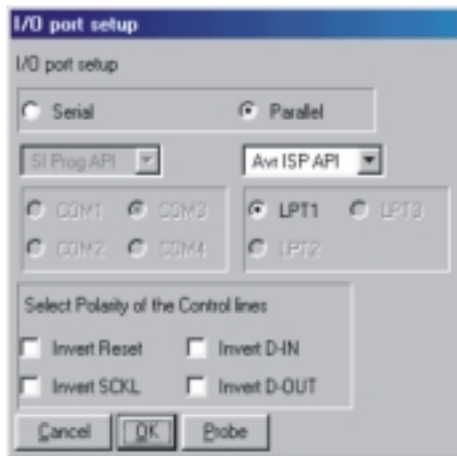 I/O port setup
I/O port setup
Serial Parallel
SI Prog API Avr ISP API
COM1 COM3 LPT1 LPT3
COM2 COM4 LPT2
Select Polarity of the Control lines
Invert Reset Invert D-IN
Invert SCKL Invert D-OUT
Cancel OK Probe